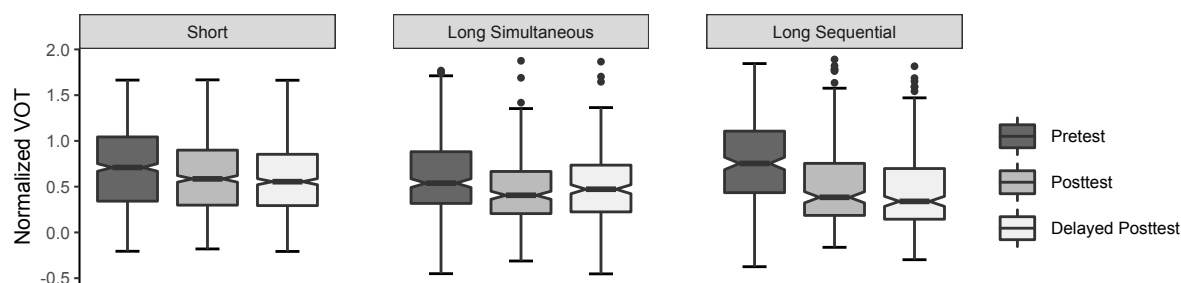 Short
Long Simultaneous
Long Sequential
Normalized VOT
2.0
1.5
1.0
0.5
0.0
-0.5
Pretest
Posttest
Delayed Posttest